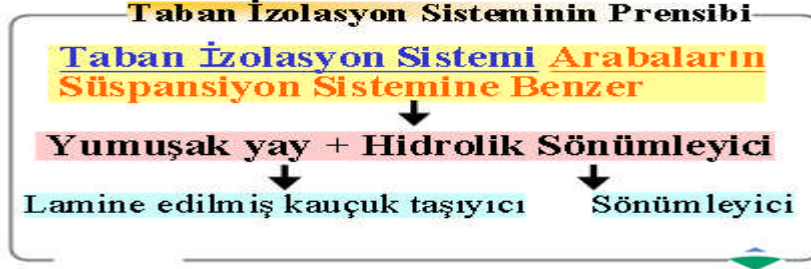 Taban İzolasyon Sisteminin Prensibi
Taban İzolasyon Sistemi Arabaların
Süspansiyon Sistemine Benzer
Yumuşak yay + Hidrolik Sönümleyici
Lamine edilmiş kauçuk taşıyıcı Sönümleyici